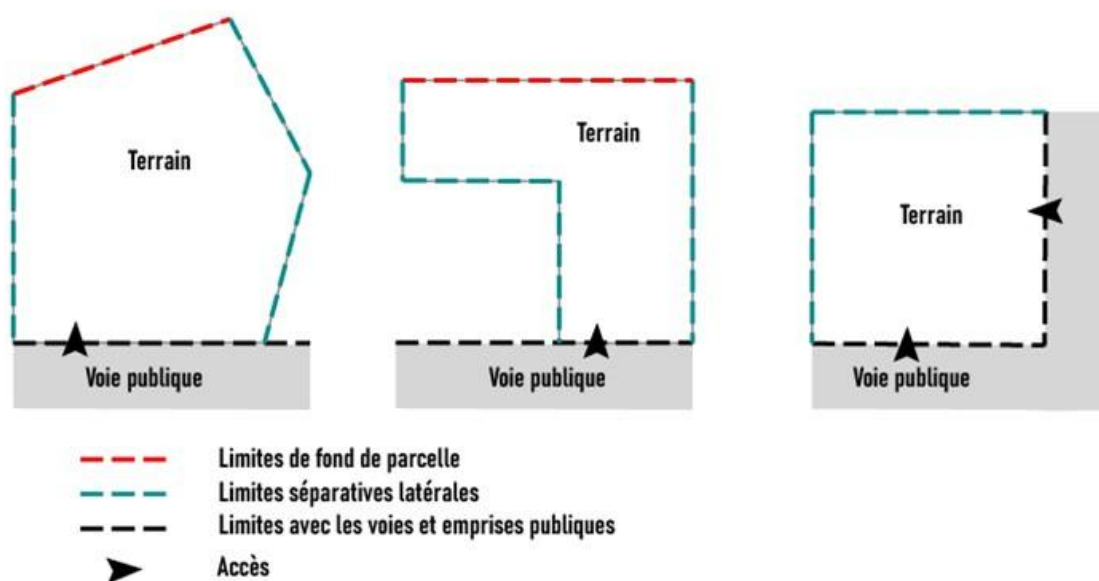 Terrain
Terrain
Terrain
Voie publique
Voie publique
Voie publique
Limites de fond de parcelle
Limites séparatives latérales
Limites avec les voies et emprises publiques
Accès